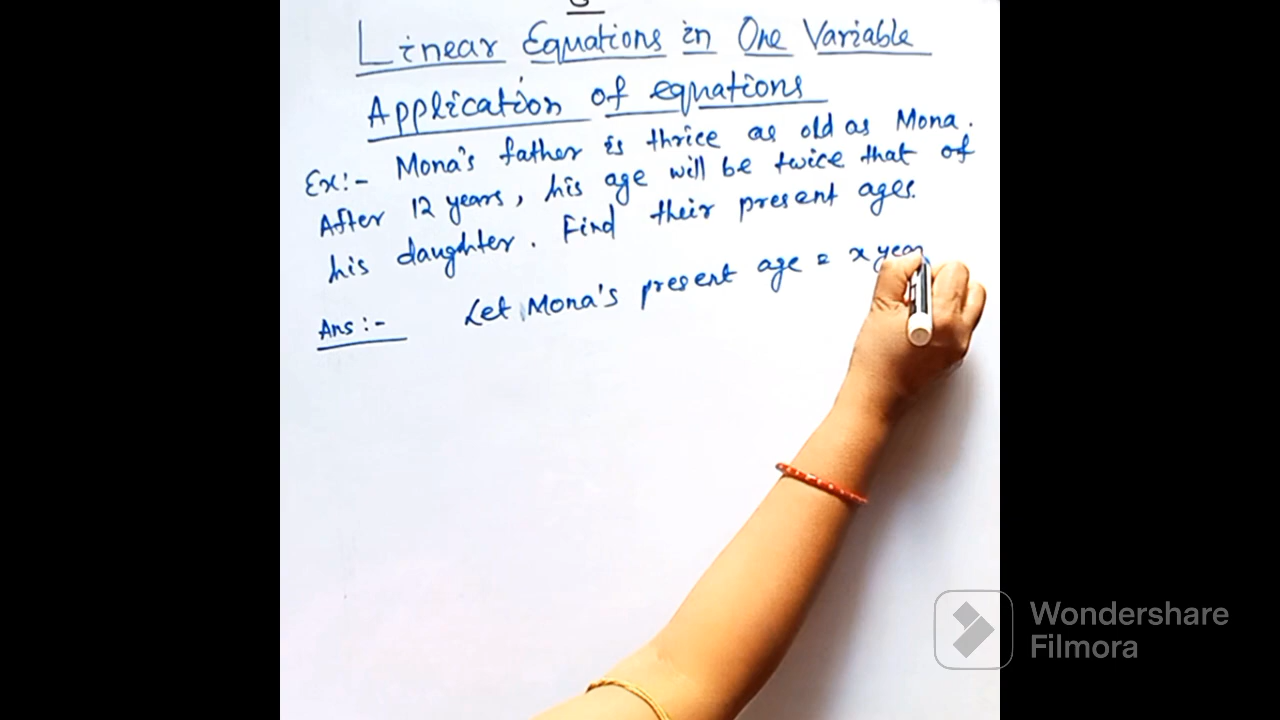 Linear Equations in One Variable
Application of equations
Ex:- Mona's father is thrice as old as Mona.
After 12 years, his age will be twice that of
his daughter. Find their present ages.
Ans:- Let Mona's present age = x year
Wondershare
Filmora